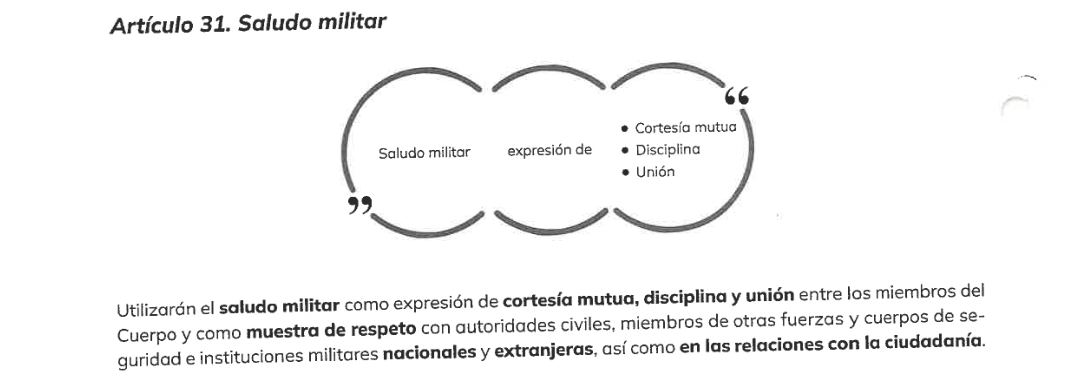 Artículo 31. Saludo militar
“
Saludo militar
expresión de
• Cortesía mutua
• Disciplina
• Unión
”
Utilizarán el saludo militar como expresión de cortesía mutua, disciplina y unión entre los miembros del
Cuerpo y como muestra de respeto con autoridades civiles, miembros de otras fuerzas y cuerpos de se-
guridad e instituciones militares nacionales y extranjeras, así como en las relaciones con la ciudadanía.